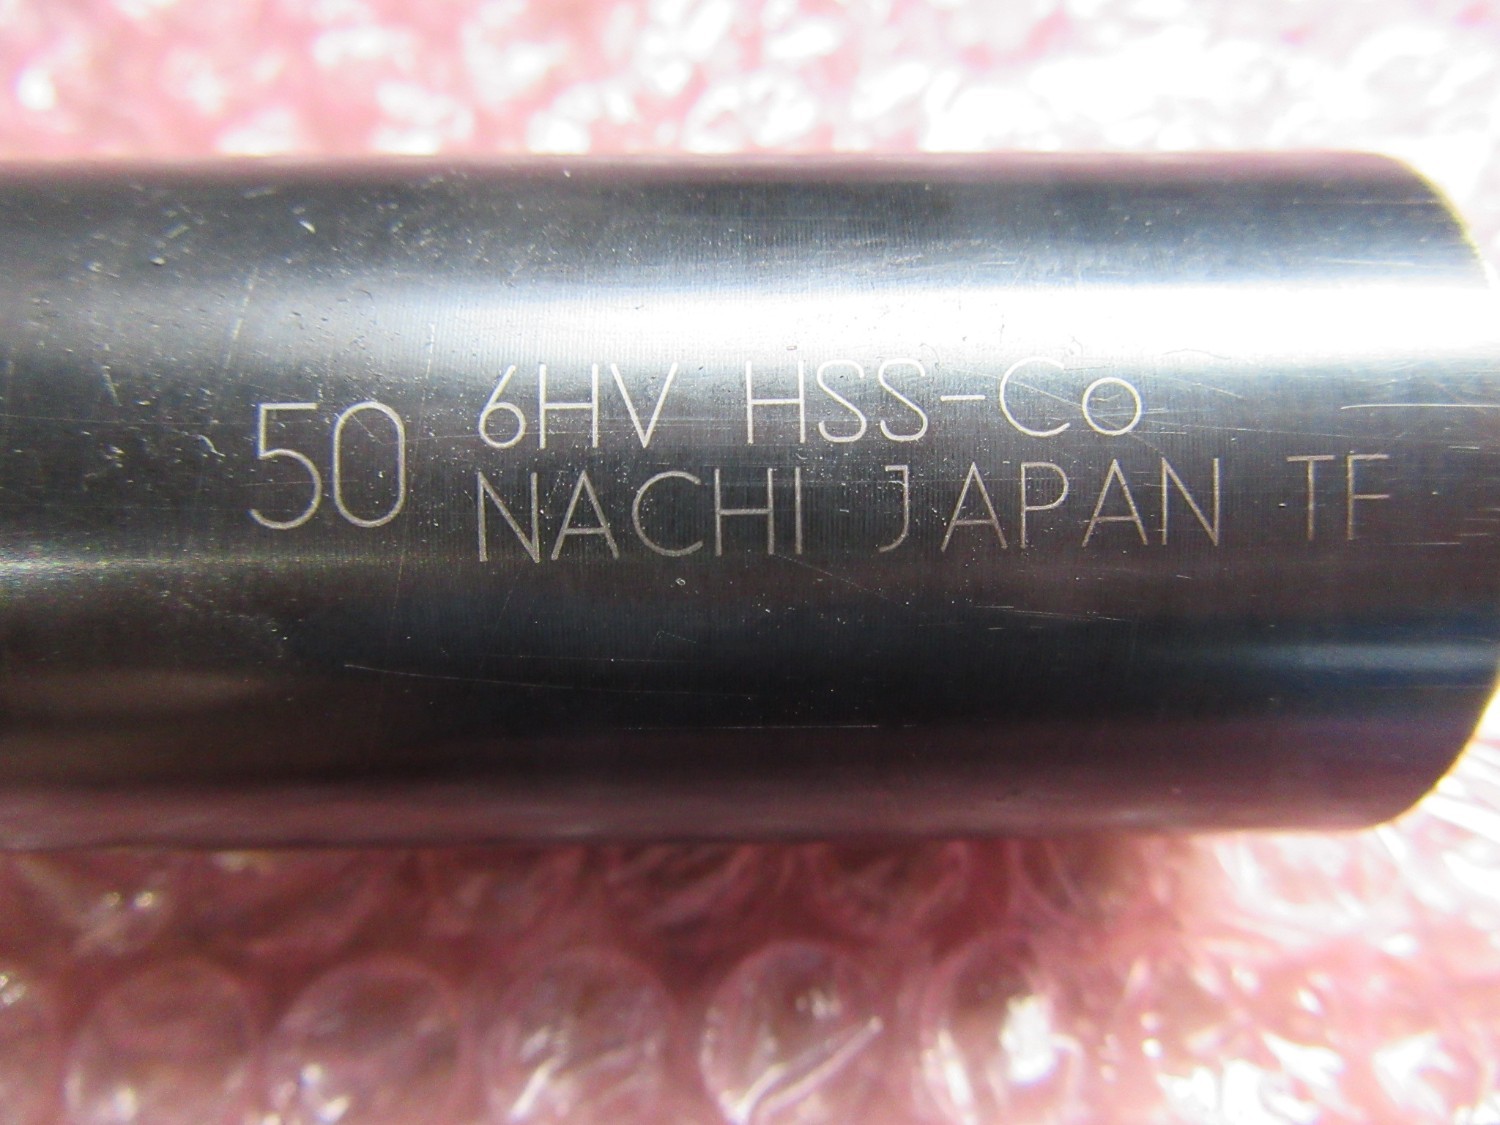 50
6HV HSS-Co
NACHI JAPAN TF